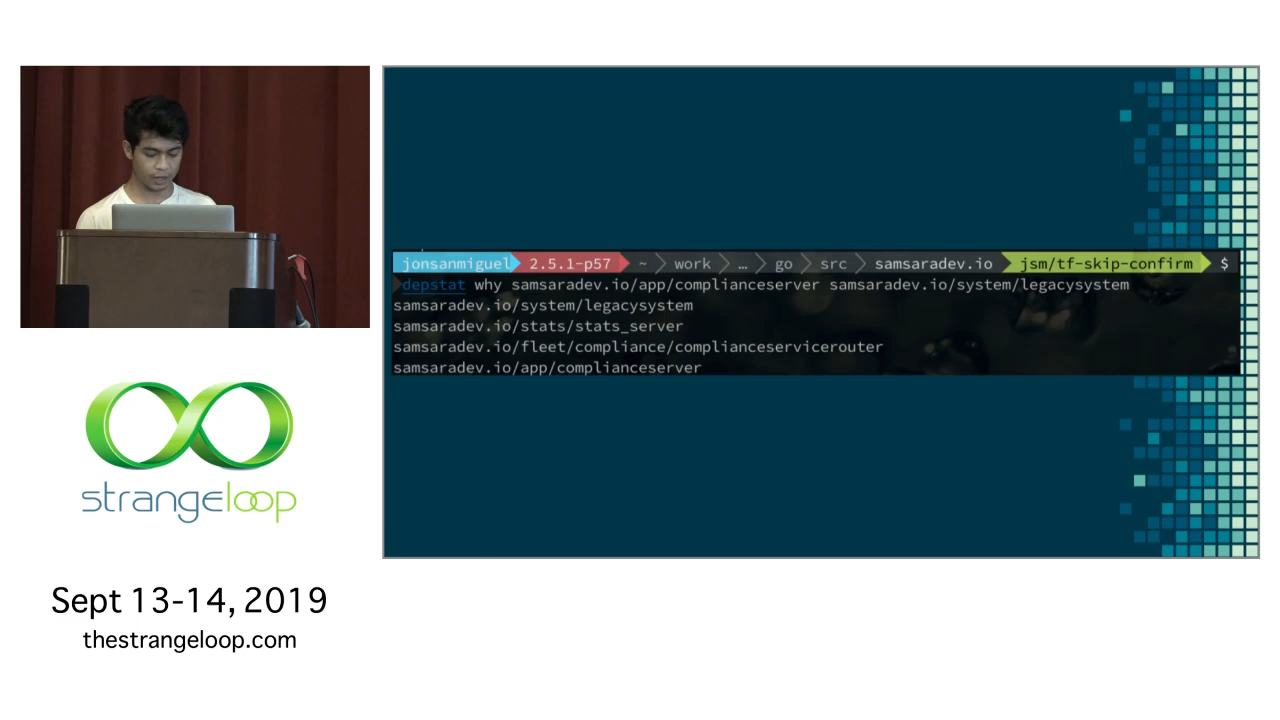 jonsanmiguel 2.5.1-p57 ~ work … go src samsaradev.io jsm/tf-skip-confirm $
depstat why samsaradev.io/app/complianceserver samsaradev.io/system/legacysystem
samsaradev.io/system/legacysystem
samsaradev.io/stats/stats_server
samsaradev.io/fleet/compliance/complianceservicerouter
samsaradev.io/app/complianceserver
strangeloop
Sept 13-14, 2019
thestrangeloop.com